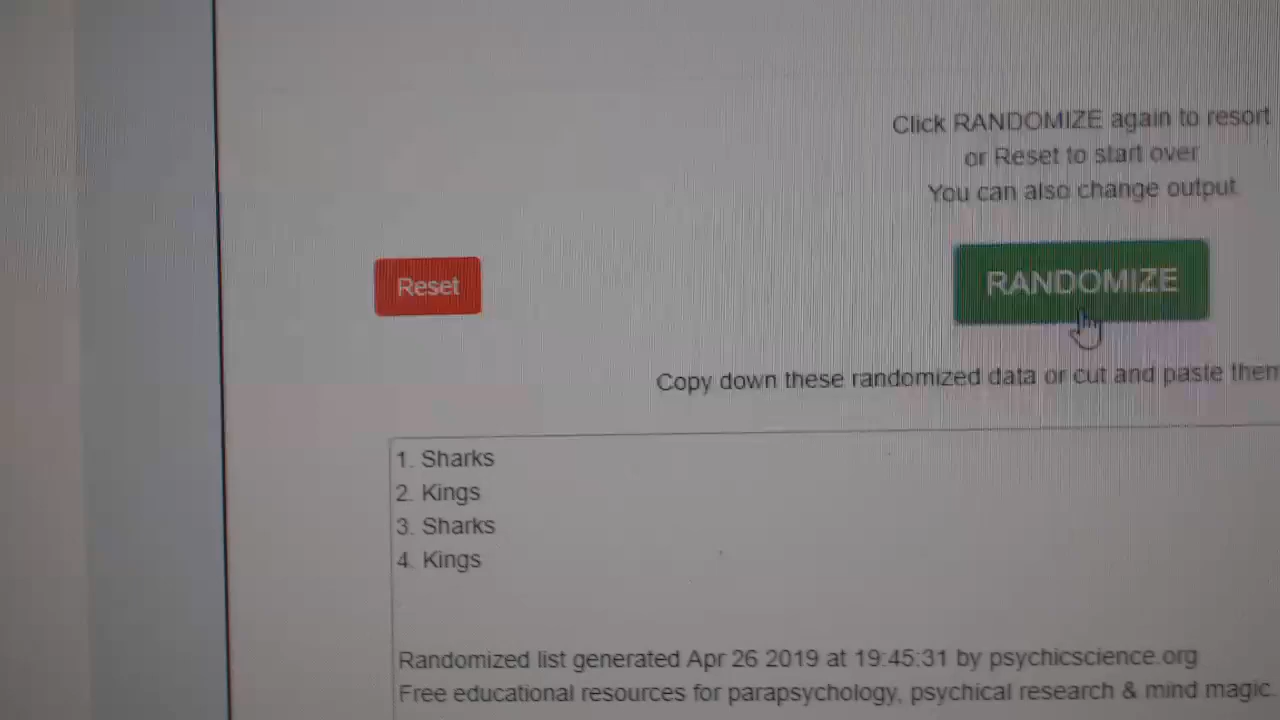 Click RANDOMIZE again to resort
or Reset to start over
You can also change output
Reset
RANDOMIZE
Copy down these randomized data or cut and paste them
1. Sharks
2. Kings
3. Sharks
4. Kings
Randomized list generated Apr 26 2019 at 19:45:31 by psychicscience.org
Free educational resources for parapsychology, psychical research & mind magic.